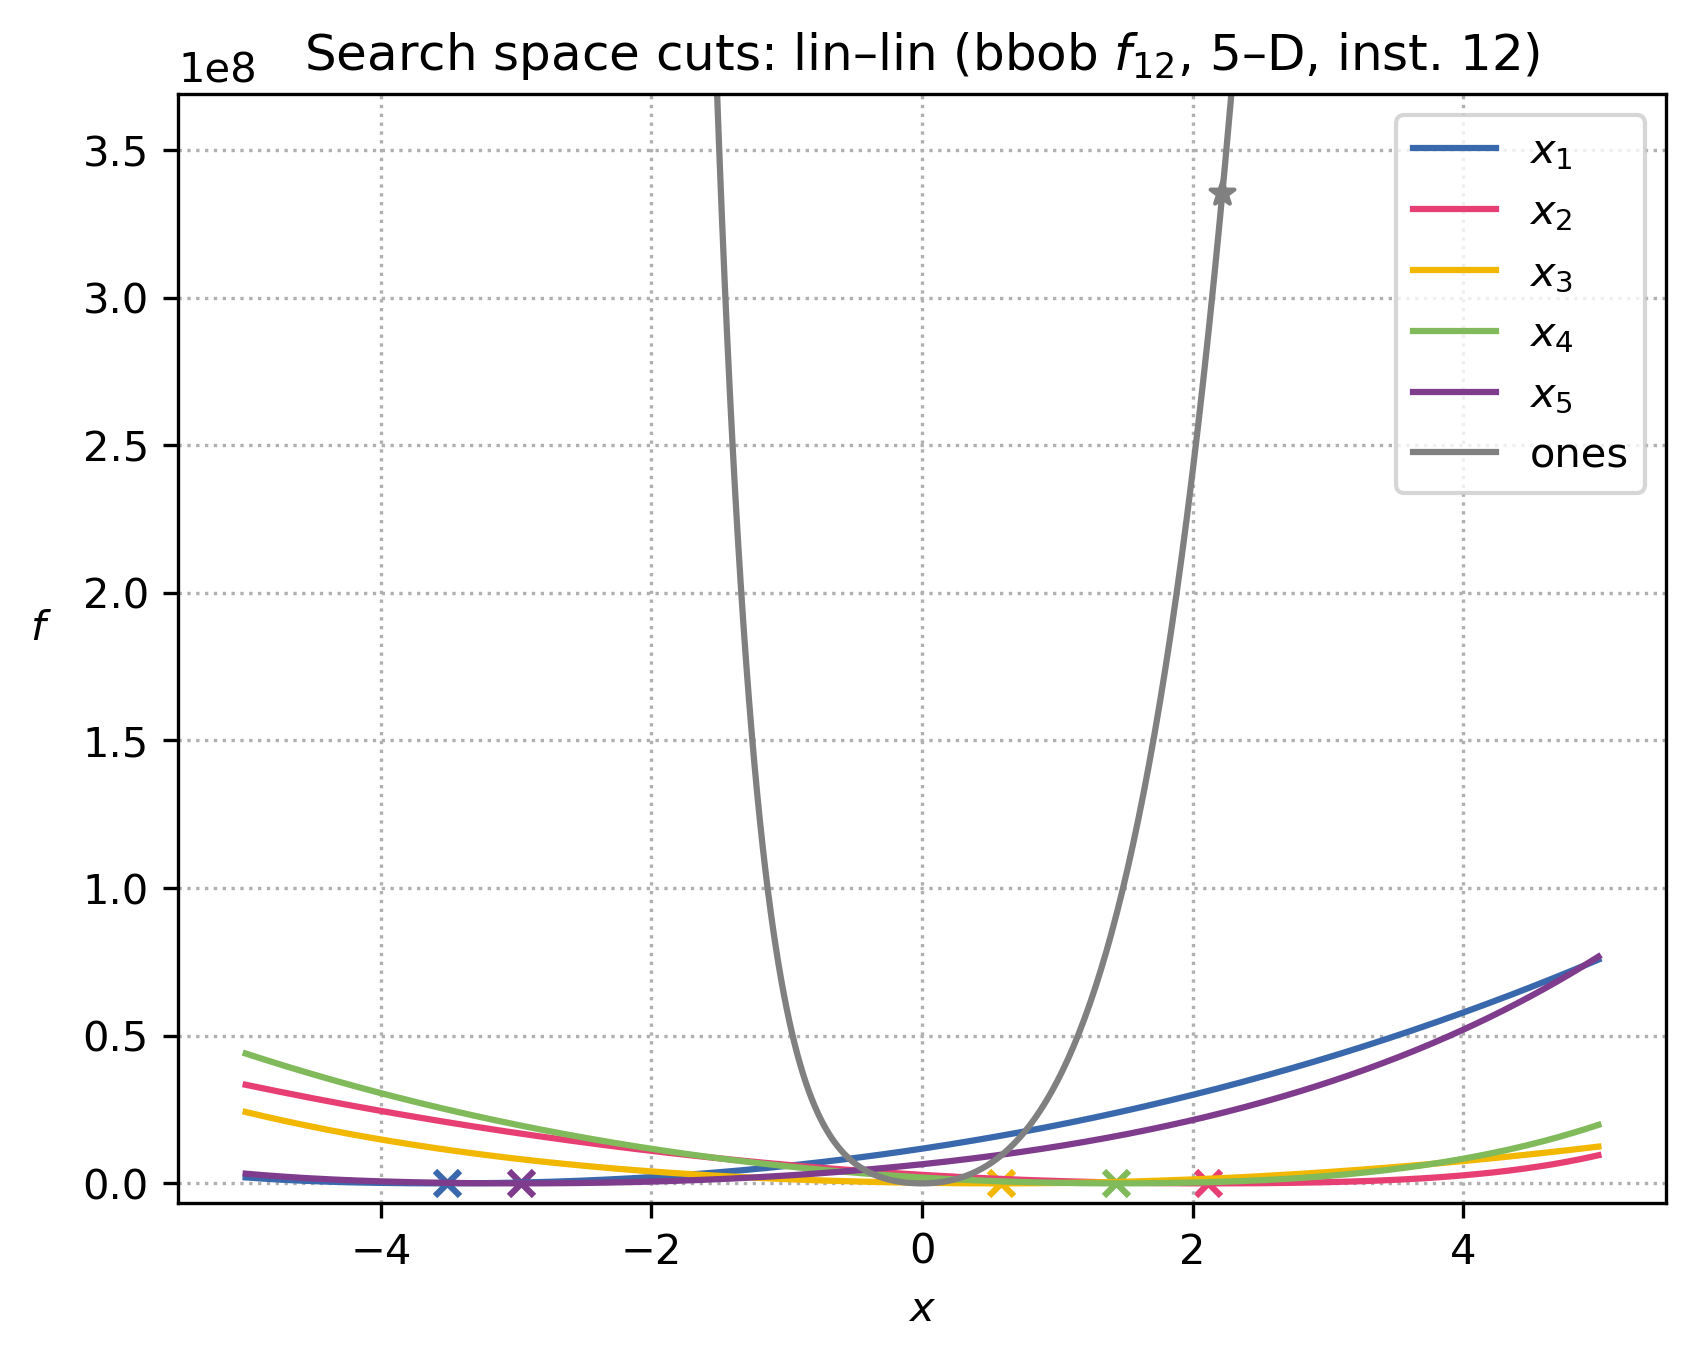 Search space cuts: lin–lin (bbob f₁₂, 5–D, inst. 12)
1e8
3.5
3.0
2.5
2.0
1.5
1.0
0.5
0.0
f
−4
−2
0
2
4
x
x₁
x₂
x₃
x₄
x₅
ones